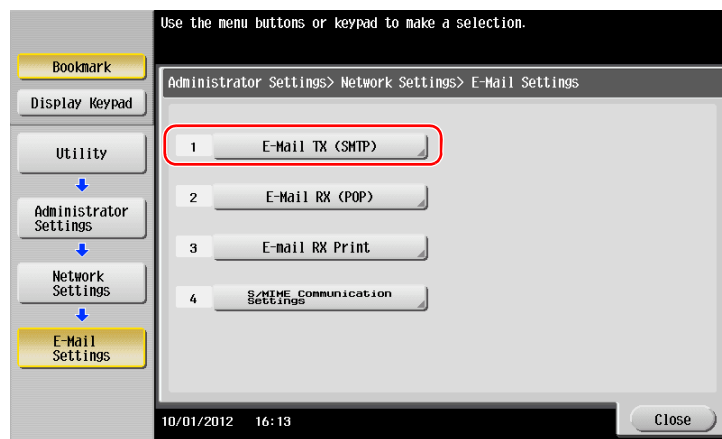 Use the menu buttons or keypad to make a selection.
Bookmark
Display Keypad
Utility
Administrator
Settings
Network
Settings
E-Mail
Settings
Administrator Settings> Network Settings> E-Mail Settings
1 E-Mail TX (SMTP)
2 E-Mail RX (POP)
3 E-mail RX Print
4 S/MIME Communication
Settings
10/01/2012 16:13
Close